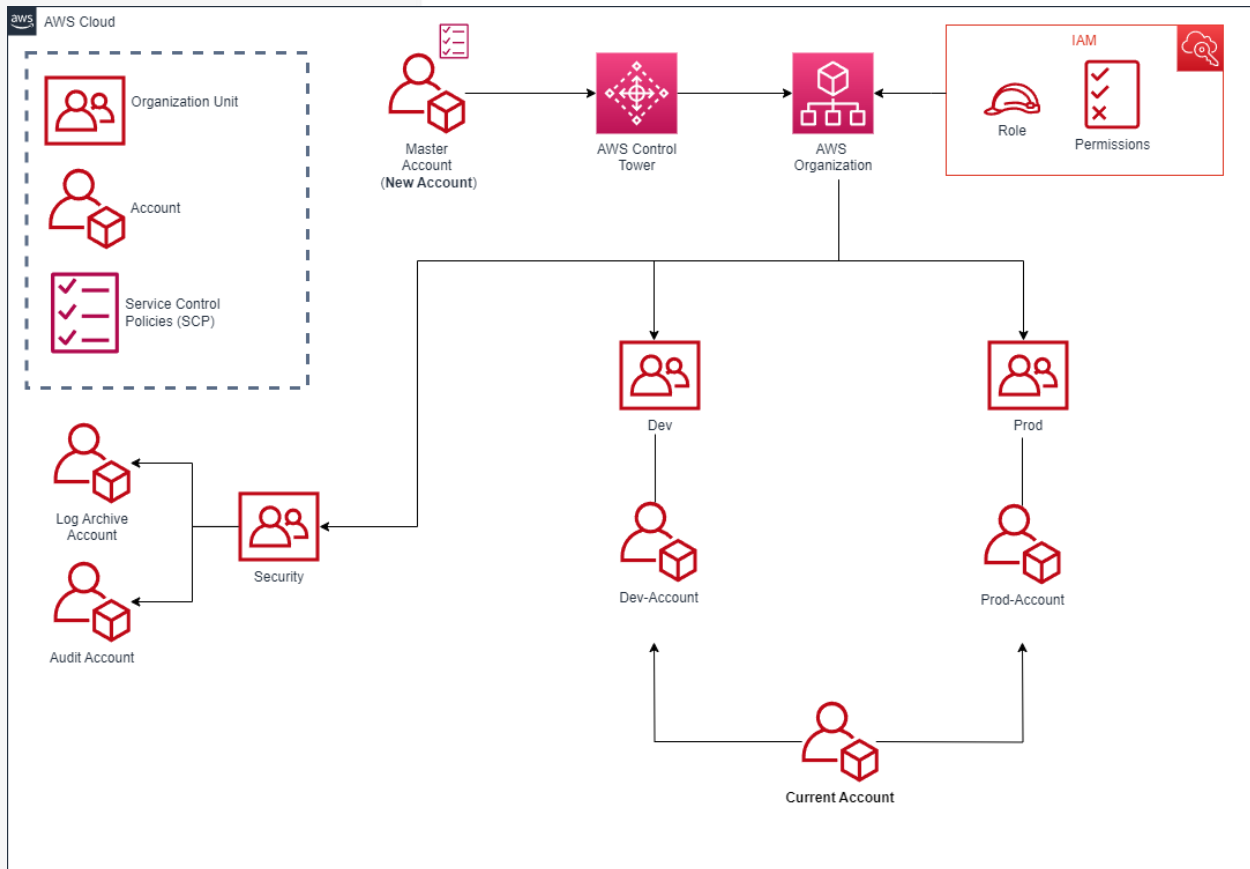 aws
AWS Cloud
Organization Unit
Account
Service Control
Policies (SCP)
Master
Account
(New Account)
AWS Control
Tower
AWS
Organization
IAM
Role
Permissions
Dev
Prod
Log Archive
Account
Security
Dev-Account
Prod-Account
Audit Account
Current Account